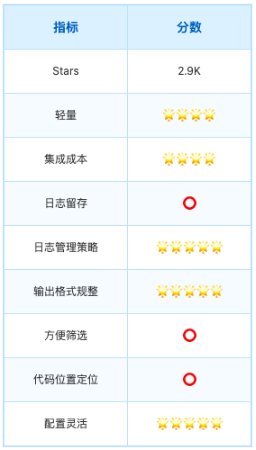 指标 分数
Stars 2.9K
轻量 🌟🌟🌟🌟
集成成本 🌟🌟🌟🌟
日志留存 ⭕
日志管理策略 🌟🌟🌟🌟🌟
输出格式规整 🌟🌟🌟🌟🌟
方便筛选 ⭕
代码位置定位 ⭕
配置灵活 🌟🌟🌟🌟🌟